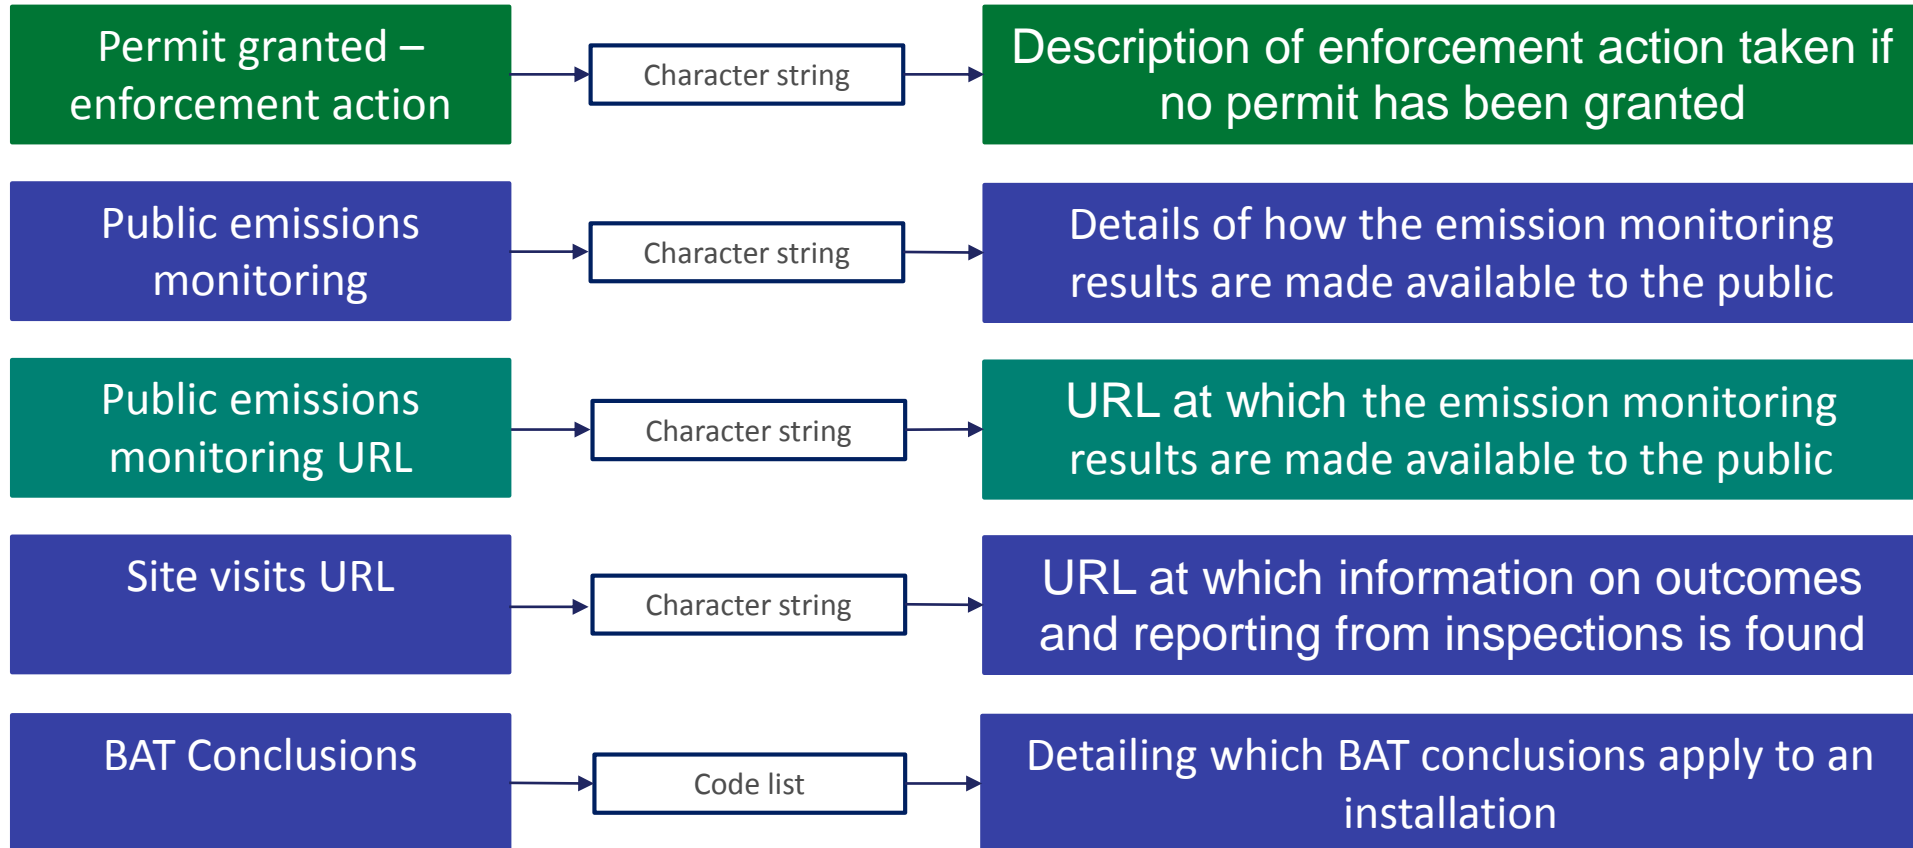 Permit granted –
enforcement action
Character string
Description of enforcement action taken if
no permit has been granted
Public emissions
monitoring
Character string
Details of how the emission monitoring
results are made available to the public
Public emissions
monitoring URL
Character string
URL at which the emission monitoring
results are made available to the public
Site visits URL
Character string
URL at which information on outcomes
and reporting from inspections is found
BAT Conclusions
Code list
Detailing which BAT conclusions apply to an
installation